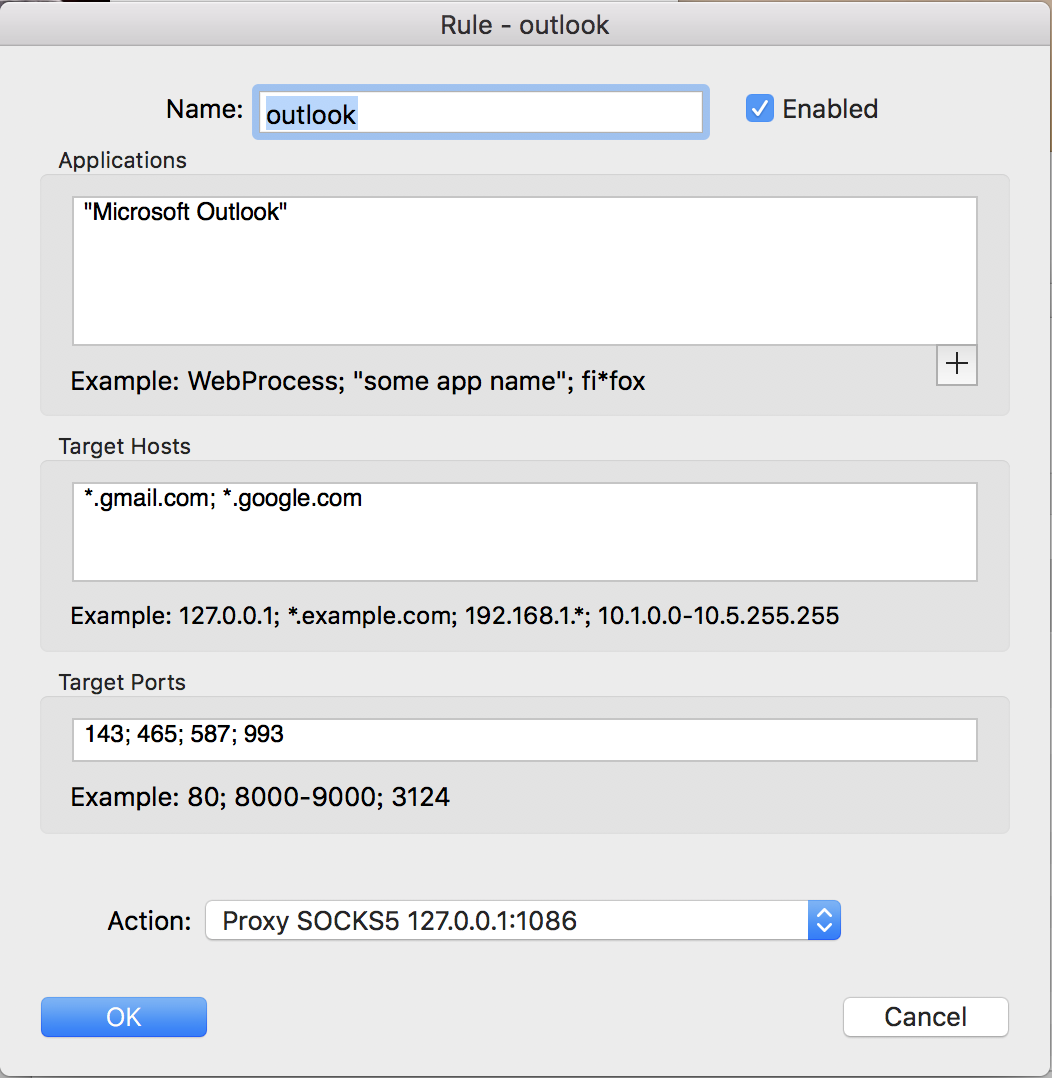 Rule - outlook
Name: outlook Enabled
Applications
"Microsoft Outlook"
Example: WebProcess; "some app name"; fi*fox
Target Hosts
*.gmail.com; *.google.com
Example: 127.0.0.1; *.example.com; 192.168.1.*; 10.1.0.0-10.5.255.255
Target Ports
143; 465; 587; 993
Example: 80; 8000-9000; 3124
Action: Proxy SOCKS5 127.0.0.1:1086
OK Cancel